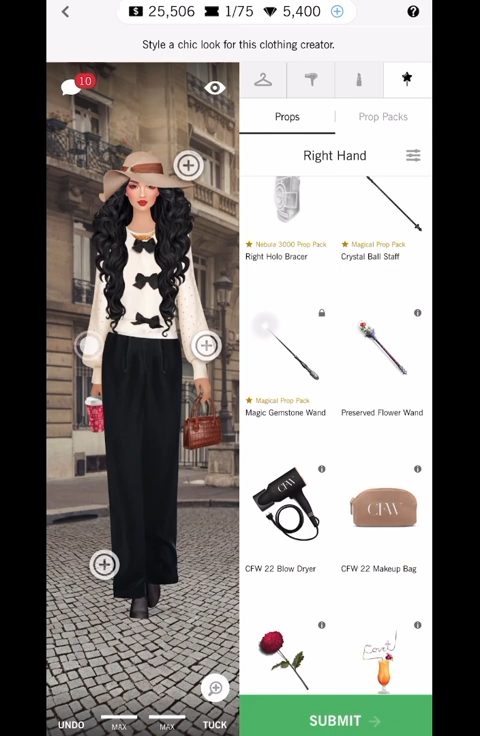 25,506 1/75 5,400
Style a chic look for this clothing creator.
10
Props Prop Packs
Right Hand
Nebula 3000 Prop Pack
Right Holo Bracer
Magical Prop Pack
Crystal Ball Staff
Magical Prop Pack
Magic Gemstone Wand
Preserved Flower Wand
CFW
CFW
CFW 22 Blow Dryer
CFW 22 Makeup Bag
Covet
UNDO MAX MAX TUCK
SUBMIT